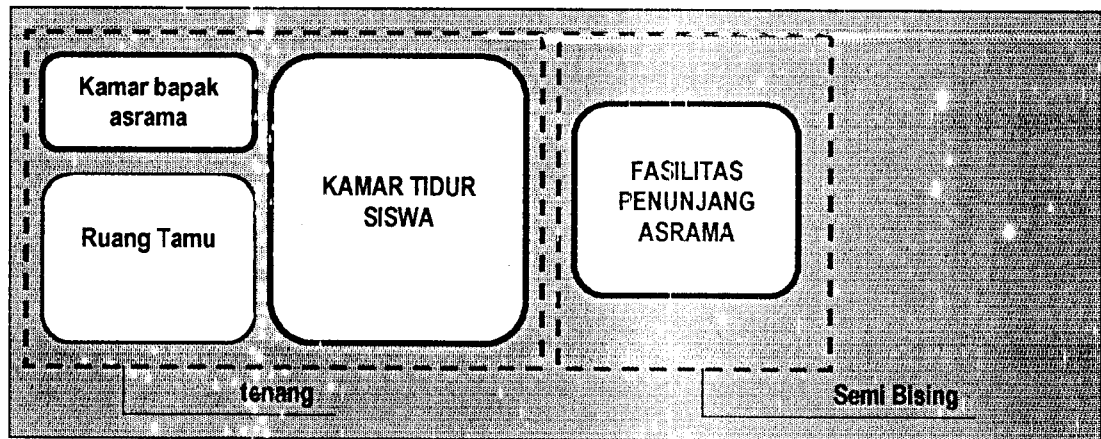 Kamar bapak
asrama
Ruang Tamu
KAMAR TIDUR
SISWA
FASILITAS
PENUNJANG
ASRAMA
tenang
Semi Bising